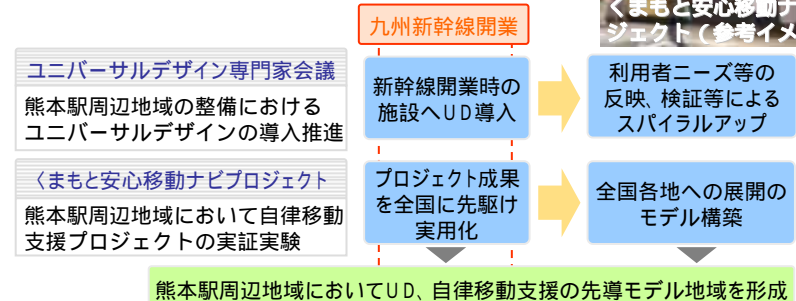 九州新幹線開業
くまもと安心移動ナ
ジェクト(参考イメ
ユニバーサルデザイン専門家会議
熊本駅周辺地域の整備における
ユニバーサルデザインの導入推進
新幹線開業時の
施設へUD導入
利用者ニーズ等の
反映、検証等による
スパイラルアップ
くまもと安心移動ナビプロジェクト
熊本駅周辺地域において自律移動
支援プロジェクトの実証実験
プロジェクト成果
を全国に先駆け
実用化
全国各地への展開の
モデル構築
熊本駅周辺地域においてUD、自律移動支援の先導モデル地域を形成